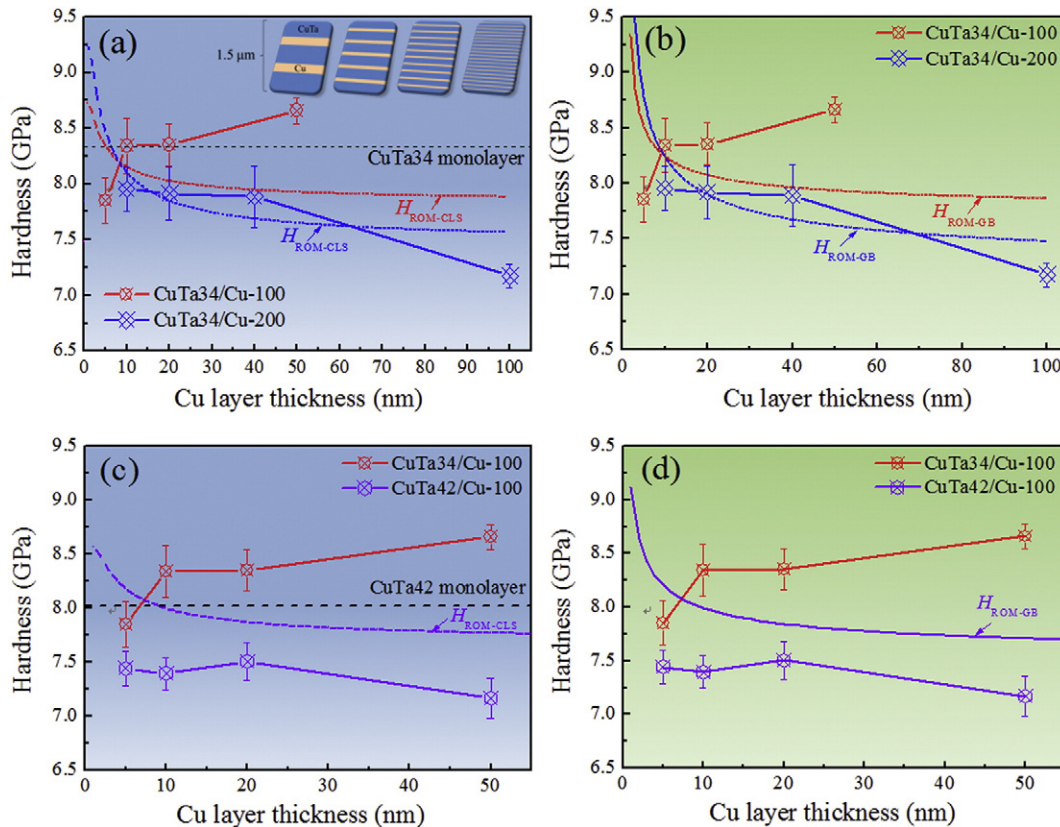 (a)
CuTa
Cu
1.5 μm
CuTa34 monolayer
H ROM-CLS
H ROM-CLS
CuTa34/Cu-100
CuTa34/Cu-200
Hardness (GPa)
9.5
9.0
8.5
8.0
7.5
7.0
6.5
0 10 20 30 40 50 60 70 80 90 100
Cu layer thickness (nm)
(b)
CuTa34/Cu-100
CuTa34/Cu-200
H ROM-GB
H ROM-GB
Hardness (GPa)
9.5
9.0
8.5
8.0
7.5
7.0
6.5
0 20 40 60 80 100
Cu layer thickness (nm)
(c)
CuTa34/Cu-100
CuTa42/Cu-100
CuTa42 monolayer
H ROM-CLS
Hardness (GPa)
9.5
9.0
8.5
8.0
7.5
7.0
6.5
0 10 20 30 40 50
Cu layer thickness (nm)
(d)
CuTa34/Cu-100
CuTa42/Cu-100
H ROM-GB
Hardness (GPa)
9.5
9.0
8.5
8.0
7.5
7.0
6.5
0 10 20 30 40 50
Cu layer thickness (nm)